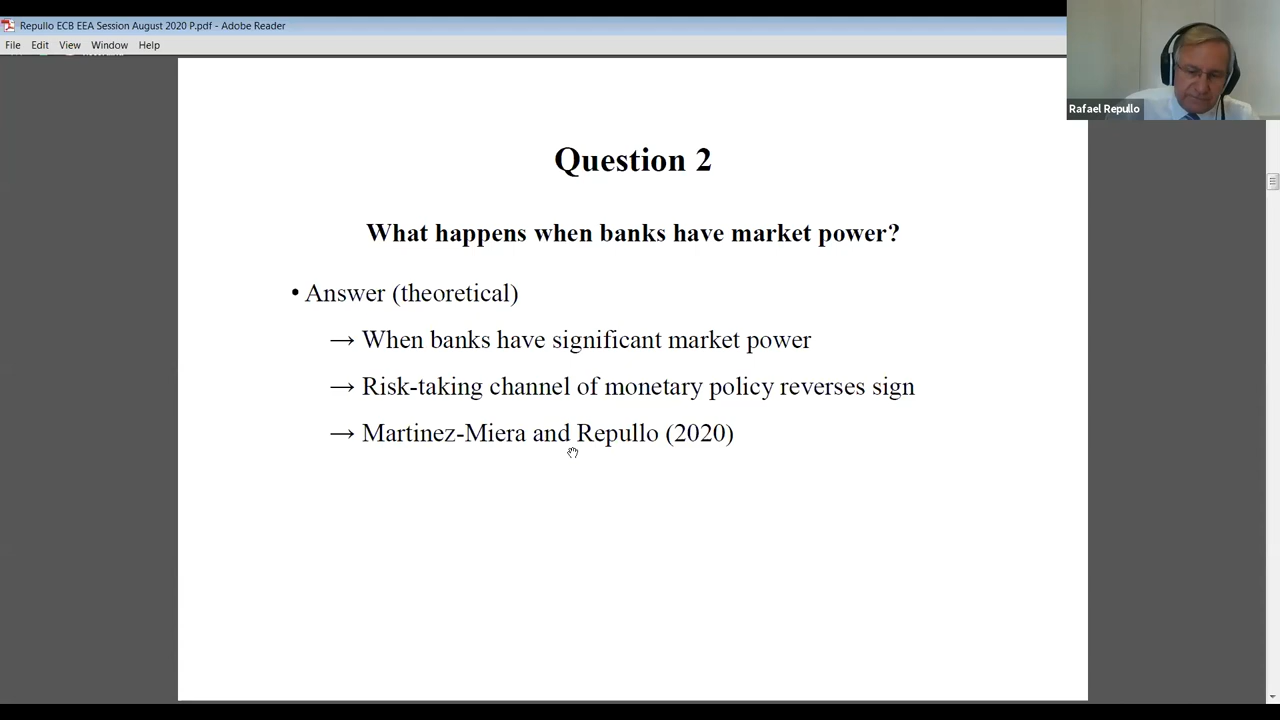 Repullo ECB EEA Session August 2020 P.pdf - Adobe Reader
File Edit View Window Help
Rafael Repullo
Question 2
What happens when banks have market power?
• Answer (theoretical)
→ When banks have significant market power
→ Risk-taking channel of monetary policy reverses sign
→ Martinez-Miera and Repullo (2020)